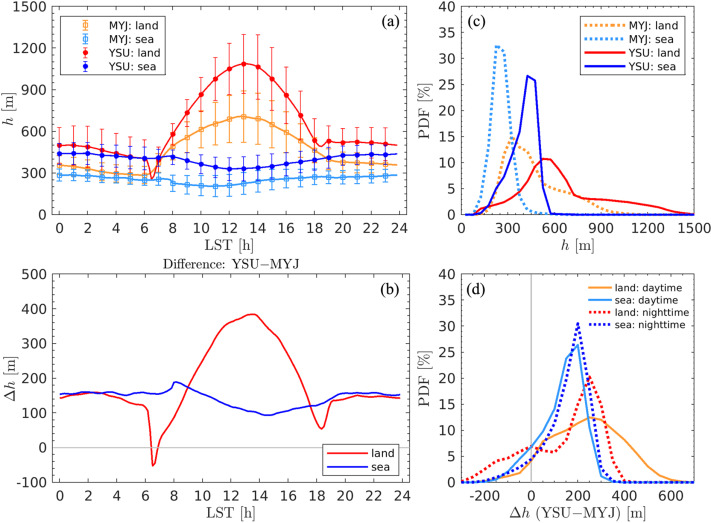 (a)
MYJ: land
MYJ: sea
YSU: land
YSU: sea
h [m]
1500
1200
900
600
300
0
0 2 4 6 8 10 12 14 16 18 20 22 24
LST [h]
(c)
MYJ: land
MYJ: sea
YSU: land
YSU: sea
PDF [%]
40
35
30
25
20
15
10
5
0
0 300 600 900 1200 1500
h [m]
Difference: YSU−MYJ
(b)
Δh [m]
500
400
300
200
100
0
-100
land
sea
0 2 4 6 8 10 12 14 16 18 20 22 24
LST [h]
(d)
land: daytime
sea: daytime
land: nighttime
sea: nighttime
PDF [%]
40
35
30
25
20
15
10
5
0
-200 0 200 400 600
Δh (YSU−MYJ) [m]